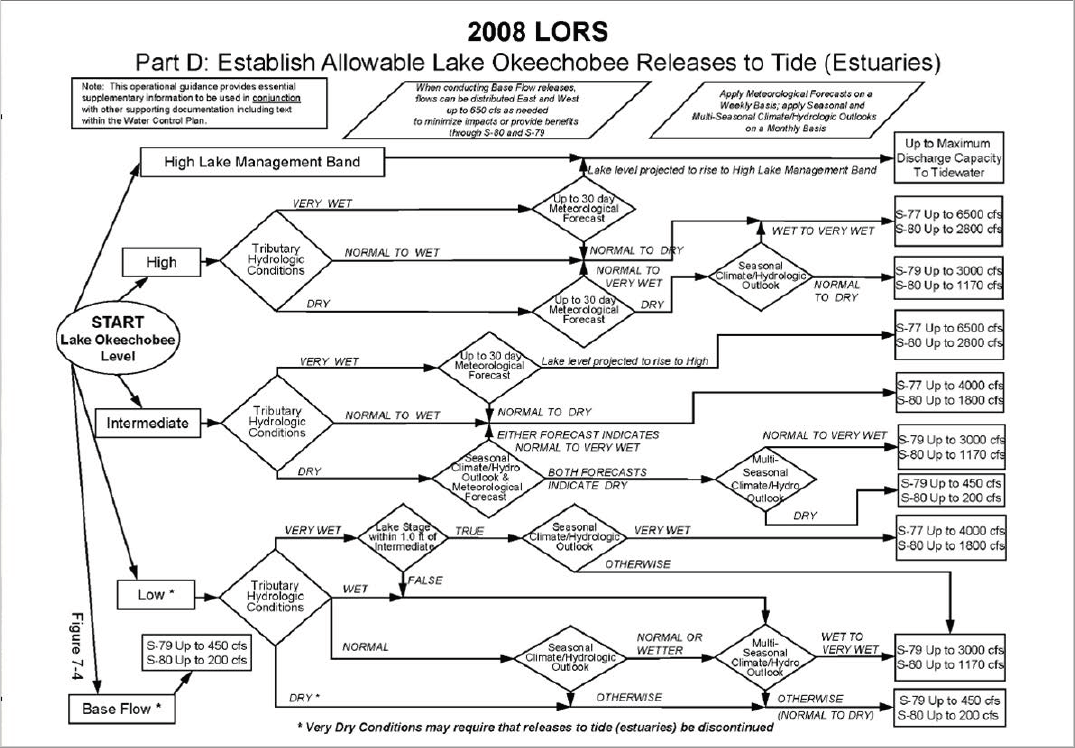 2008 LORS
Part D: Establish Allowable Lake Okeechobee Releases to Tide (Estuaries)
Note: This operational guidance provides essential
supplementary information to be used in conjunction
with other supporting documentation including text
within the Water Control Plan.
When conducting Base Flow releases,
flows can be distributed East and West
up to 650 cfs as needed
to minimize impacts or provide benefits
through S-80 and S-79
Apply Meteorological Forecasts on a
Weekly Basis; apply Seasonal and
Multi-Seasonal Climate/Hydrologic Outlooks
on a Monthly Basis
High Lake Management Band
Up to Maximum
Discharge Capacity
To Tidewater
Lake level projected to rise to High Lake Management Band
VERY WET
Up to 30 day
Meteorological
Forecast
S-77 Up to 6500 cfs
S-80 Up to 2800 cfs
WET TO VERY WET
High
Tributary
Hydrologic
Conditions
NORMAL TO WET
NORMAL TO DRY
NORMAL TO
VERY WET
Seasonal
Climate/Hydrologic
Outlook
NORMAL
TO DRY
S-79 Up to 3000 cfs
S-80 Up to 1170 cfs
DRY
Up to 30 day
Meteorological
Forecast
DRY
START
Lake Okeechobee
Level
S-77 Up to 6500 cfs
S-80 Up to 2800 cfs
VERY WET
Up to 30 day
Meteorological
Forecast
Lake level projected to rise to High
S-77 Up to 4000 cfs
S-80 Up to 1800 cfs
Intermediate
Tributary
Hydrologic
Conditions
NORMAL TO WET
NORMAL TO DRY
EITHER FORECAST INDICATES
NORMAL TO VERY WET
NORMAL TO VERY WET
S-79 Up to 3000 cfs
S-80 Up to 1170 cfs
DRY
Seasonal
Climate/Hydro
Outlook &
Meteorological
Forecast
BOTH FORECASTS
INDICATE DRY
Multi-
Seasonal
Climate/Hydro
Outlook
S-79 Up to 450 cfs
S-80 Up to 200 cfs
DRY
VERY WET
Lake Stage
within 1.0 ft of
Intermediate
TRUE
Seasonal
Climate/Hydrologic
Outlook
VERY WET
S-77 Up to 4000 cfs
S-80 Up to 1800 cfs
OTHERWISE
FALSE
Low *
Tributary
Hydrologic
Conditions
WET
NORMAL
Seasonal
Climate/Hydrologic
Outlook
NORMAL OR
WETTER
Multi-
Seasonal
Climate/Hydro
Outlook
WET TO
VERY WET
S-79 Up to 3000 cfs
S-80 Up to 1170 cfs
Figure 7-4
S-79 Up to 450 cfs
S-80 Up to 200 cfs
Base Flow *
DRY *
OTHERWISE
OTHERWISE
(NORMAL TO DRY)
S-79 Up to 450 cfs
S-80 Up to 200 cfs
* Very Dry Conditions may require that releases to tide (estuaries) be discontinued